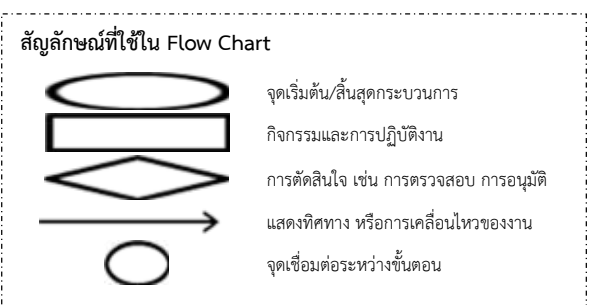 สัญลักษณ์ที่ใช้ใน Flow Chart
จุดเริ่มต้น/สิ้นสุดกระบวนการ
กิจกรรมและการปฏิบัติงาน
การตัดสินใจ เช่น การตรวจสอบ การอนุมัติ
แสดงทิศทาง หรือการเคลื่อนไหวของงาน
จุดเชื่อมต่อระหว่างขั้นตอน